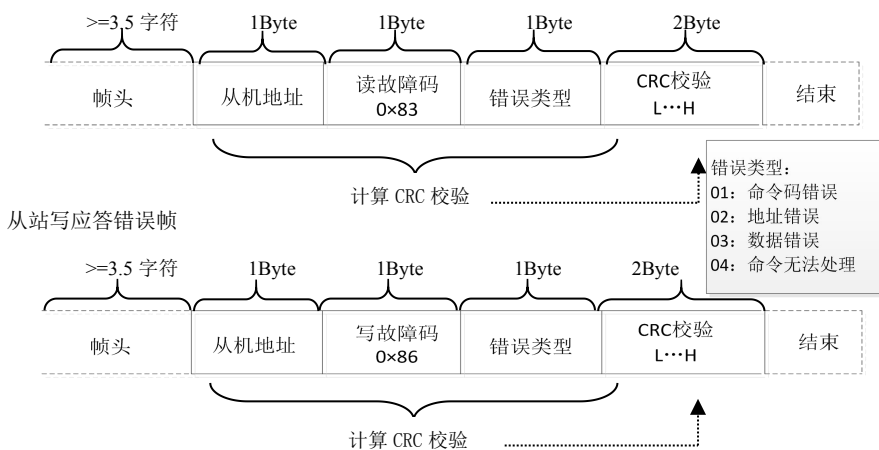 >=3.5 字符 1Byte 1Byte 1Byte 2Byte
帧头 从机地址 读故障码 0×83 错误类型 CRC校验 L⋯H 结束
计算 CRC 校验
错误类型：
01：命令码错误
02：地址错误
03：数据错误
04：命令无法处理
从站写应答错误帧
>=3.5 字符 1Byte 1Byte 1Byte 2Byte
帧头 从机地址 写故障码 0×86 错误类型 CRC校验 L⋯H 结束
计算 CRC 校验